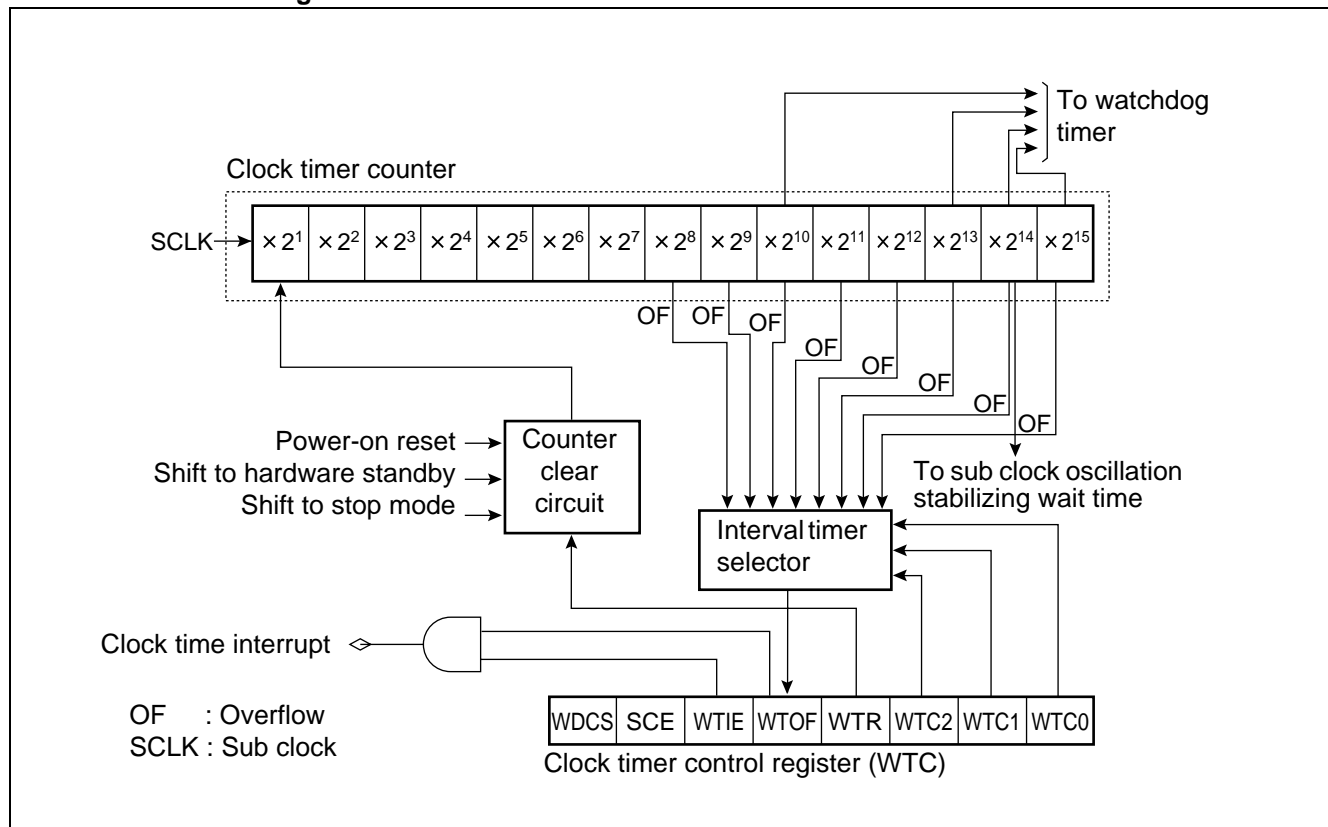 To watchdog
timer
Clock timer counter
SCLK
×2¹ ×2² ×2³ ×2⁴ ×2⁵ ×2⁶ ×2⁷ ×2⁸ ×2⁹ ×2¹⁰ ×2¹¹ ×2¹² ×2¹³ ×2¹⁴ ×2¹⁵
OF OF OF
OF
OF
OF
OF
OF
Power-on reset
Shift to hardware standby
Shift to stop mode
Counter
clear
circuit
To sub clock oscillation
stabilizing wait time
Interval timer
selector
Clock time interrupt
OF : Overflow
SCLK : Sub clock
WDCS SCE WTIE WTOF WTR WTC2 WTC1 WTC0
Clock timer control register (WTC)